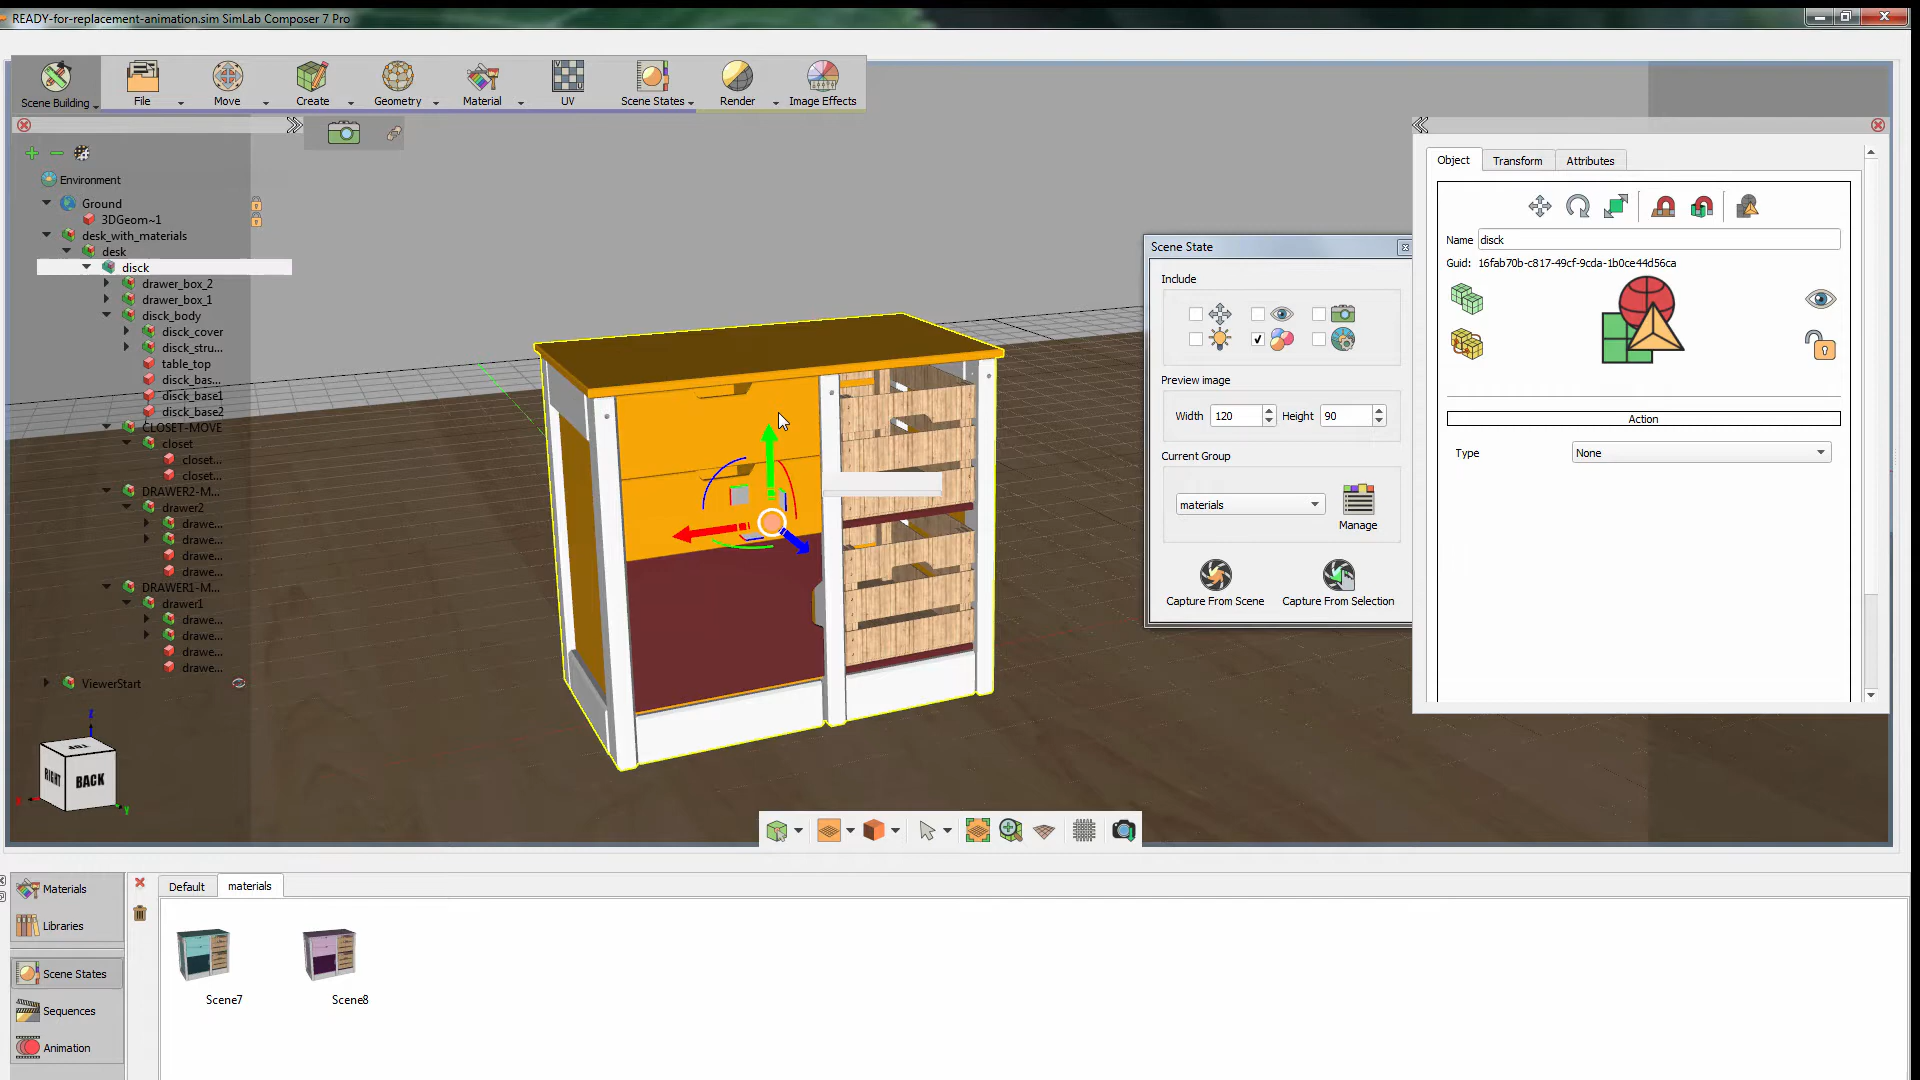 READY-for-replacement-animation.sim SimLab Composer 7 Pro
Scene Building
File
Move
Create
Geometry
Material
UV
Scene States
Render
Image Effects
Environment
Ground
3DGeom~1
desk_with_materials
desk
disck
drawer_box_2
drawer_box_1
disck_body
disck_cover
disck_stru...
table_top
disck_bas...
disck_base1
disck_base2
CLOSET-MOVE
closet
closet...
closet...
DRAWER2-M...
drawer2
drawe...
drawe...
drawe...
drawe...
DRAWER1-M...
drawer1
drawe...
drawe...
drawe...
drawe...
ViewerStart
Z
TOP
RIGHT
BACK
Y
Scene State
Include
Preview image
Width 120 Height 90
Current Group
materials
Manage
Capture From Scene
Capture From Selection
Object
Transform
Attributes
Name disck
Guid: 16fab70b-c817-49cf-9cda-1b0ce44d56ca
Action
Type None
Materials
Libraries
Scene States
Sequences
Animation
Default
materials
Scene7
Scene8